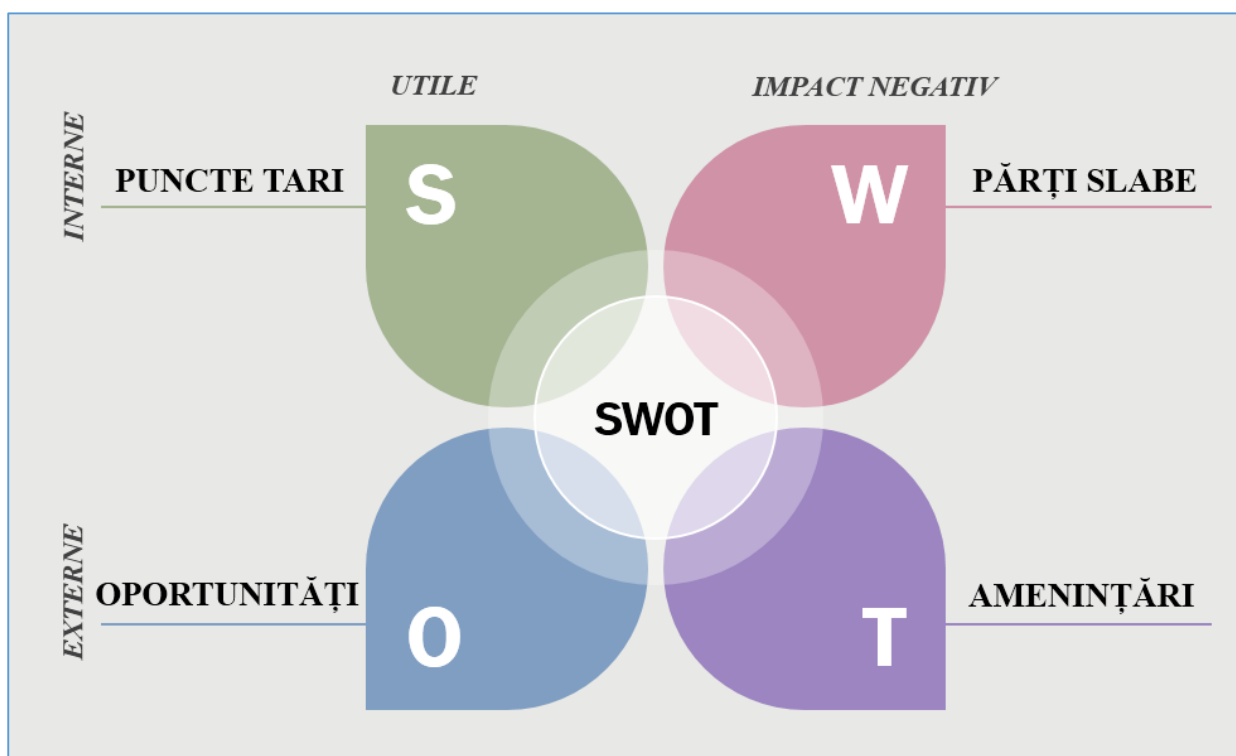 UTILE
IMPACT NEGATIV
INTERNE
PUNCTE TARI
S
W
PĂRȚI SLABE
SWOT
EXTERNE
OPORTUNITĂȚI
O
T
AMENINȚĂRI